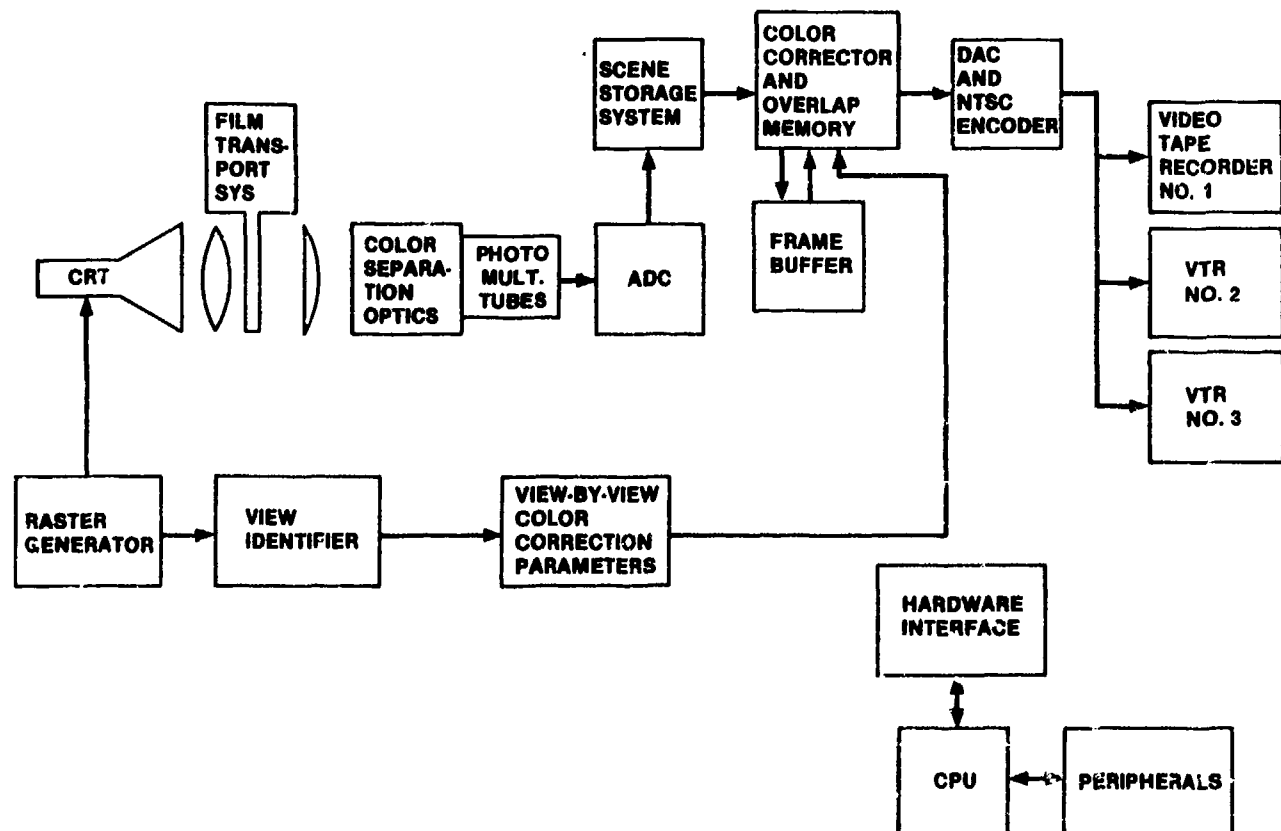 FILM
TRANS-
PORT
SYS
SCENE
STORAGE
SYSTEM
COLOR
CORRECTOR
AND
OVERLAP
MEMORY
DAC
AND
NTSC
ENCODER
VIDEO
TAPE
RECORDER
NO. 1
CRT
COLOR
SEPARA-
TION
OPTICS
PHOTO
MULT.
TUBES
ADC
FRAME
BUFFER
VTR
NO. 2
VTR
NO. 3
RASTER
GENERATOR
VIEW
IDENTIFIER
VIEW-BY-VIEW
COLOR
CORRECTION
PARAMETERS
HARDWARE
INTERFACE
CPU
PERIPHERALS